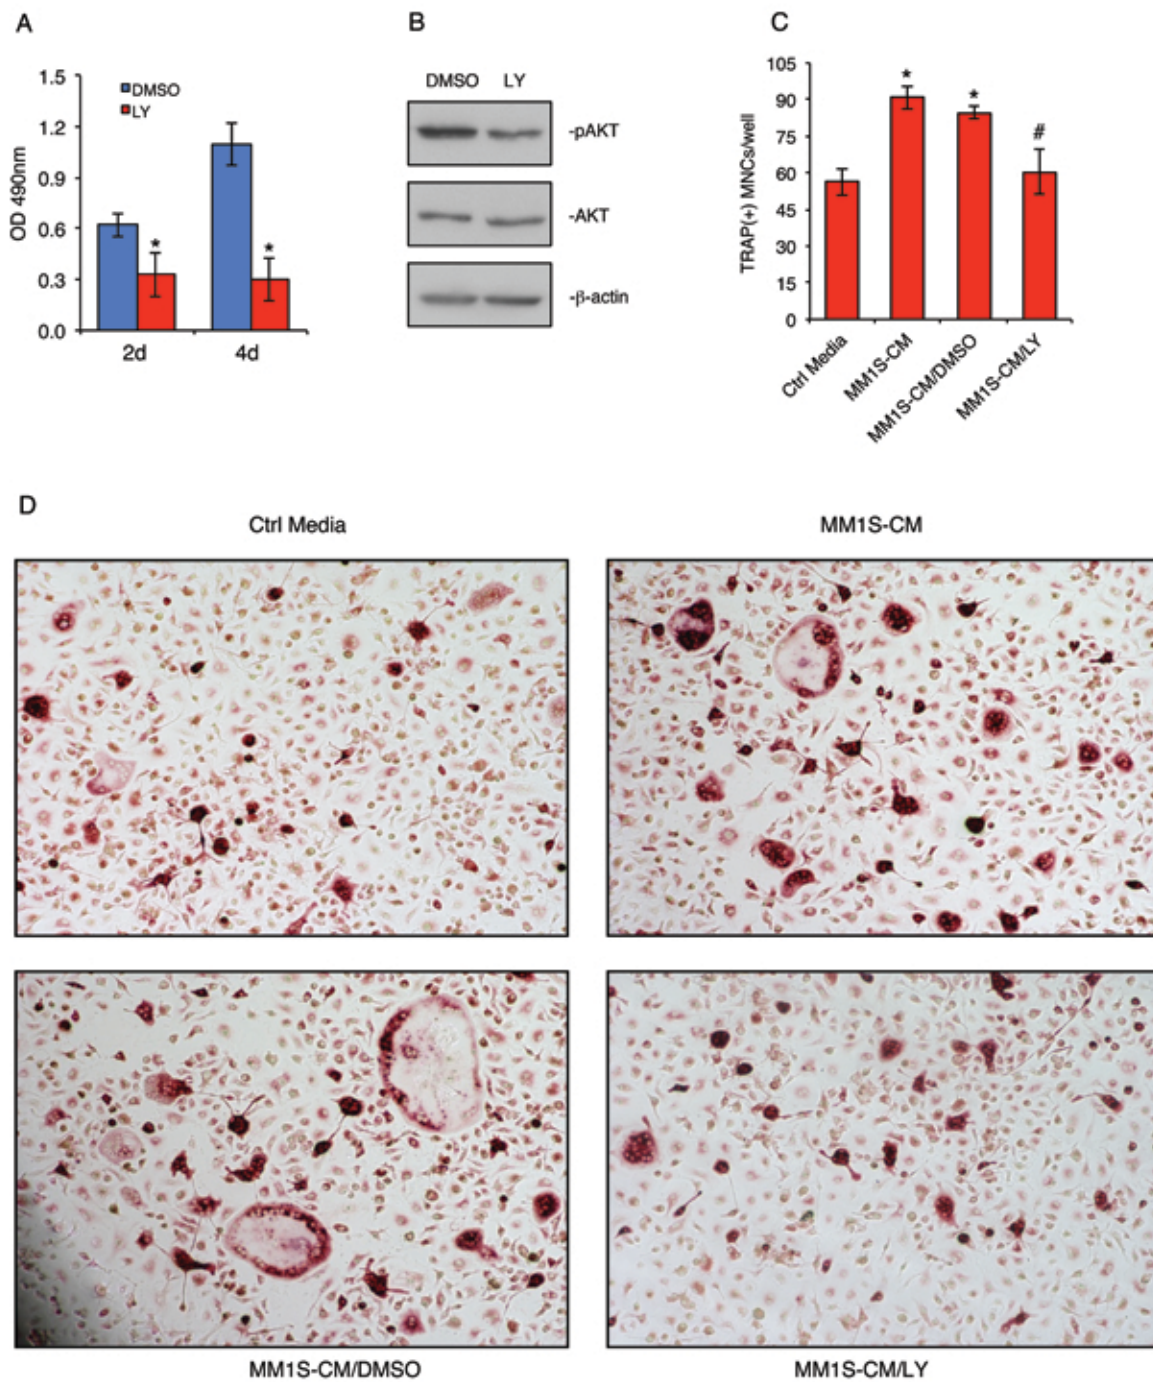 A
1.5
1.2
0.9
0.6
0.3
0.0
OD 490nm
DMSO
LY
*
*
2d
4d
B
DMSO LY
-pAKT
-AKT
-β-actin
C
105
90
75
60
45
30
15
0
TRAP(+) MNCs/well
*
*
#
Ctrl Media
MM1S-CM
MM1S-CM/DMSO
MM1S-CM/LY
D
Ctrl Media
MM1S-CM
MM1S-CM/DMSO
MM1S-CM/LY